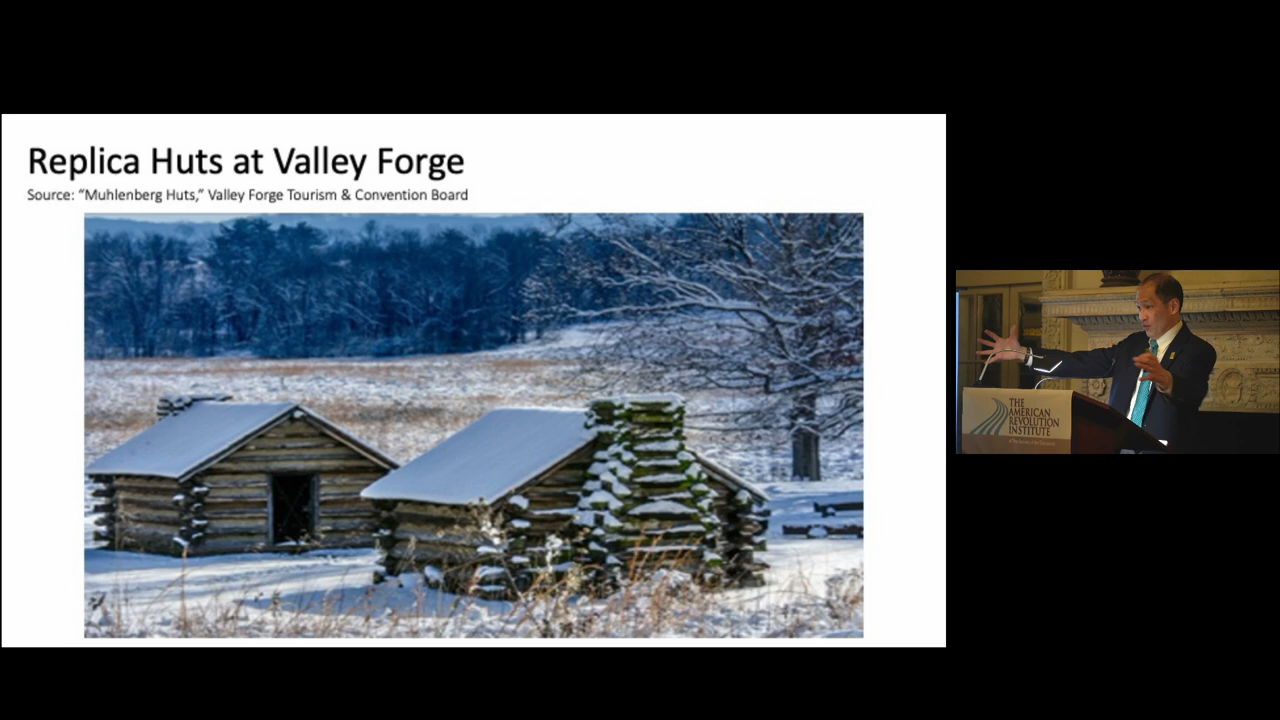 Replica Huts at Valley Forge
Source: “Muhlenberg Huts,” Valley Forge Tourism & Convention Board
THE
AMERICAN
REVOLUTION
INSTITUTE